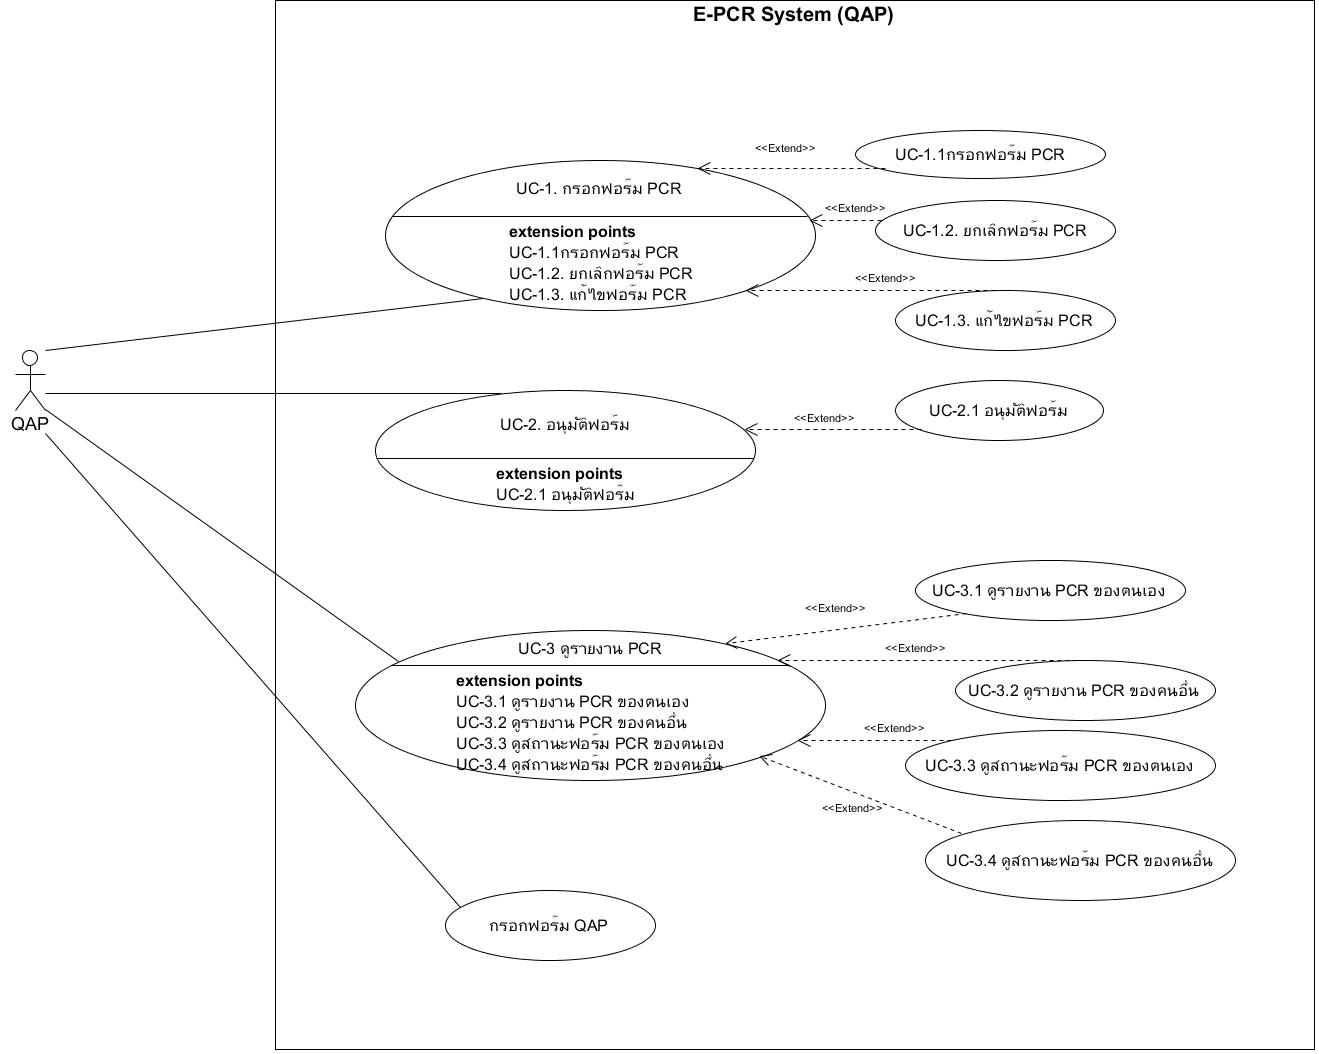 E-PCR System (QAP)
<<Extend>>
UC-1.1กรอกฟอร์ม PCR
UC-1. กรอกฟอร์ม PCR
extension points
UC-1.1กรอกฟอร์ม PCR
UC-1.2. ยกเลิกฟอร์ม PCR
UC-1.3. แก้ไขฟอร์ม PCR
<<Extend>>
UC-1.2. ยกเลิกฟอร์ม PCR
<<Extend>>
UC-1.3. แก้ไขฟอร์ม PCR
QAP
UC-2. อนุมัติฟอร์ม
extension points
UC-2.1 อนุมัติฟอร์ม
<<Extend>>
UC-2.1 อนุมัติฟอร์ม
UC-3 ดูรายงาน PCR
extension points
UC-3.1 ดูรายงาน PCR ของตนเอง
UC-3.2 ดูรายงาน PCR ของคนอื่น
UC-3.3 ดูสถานะฟอร์ม PCR ของตนเอง
UC-3.4 ดูสถานะฟอร์ม PCR ของคนอื่น
<<Extend>>
UC-3.1 ดูรายงาน PCR ของตนเอง
<<Extend>>
UC-3.2 ดูรายงาน PCR ของคนอื่น
<<Extend>>
UC-3.3 ดูสถานะฟอร์ม PCR ของตนเอง
<<Extend>>
UC-3.4 ดูสถานะฟอร์ม PCR ของคนอื่น
กรอกฟอร์ม QAP